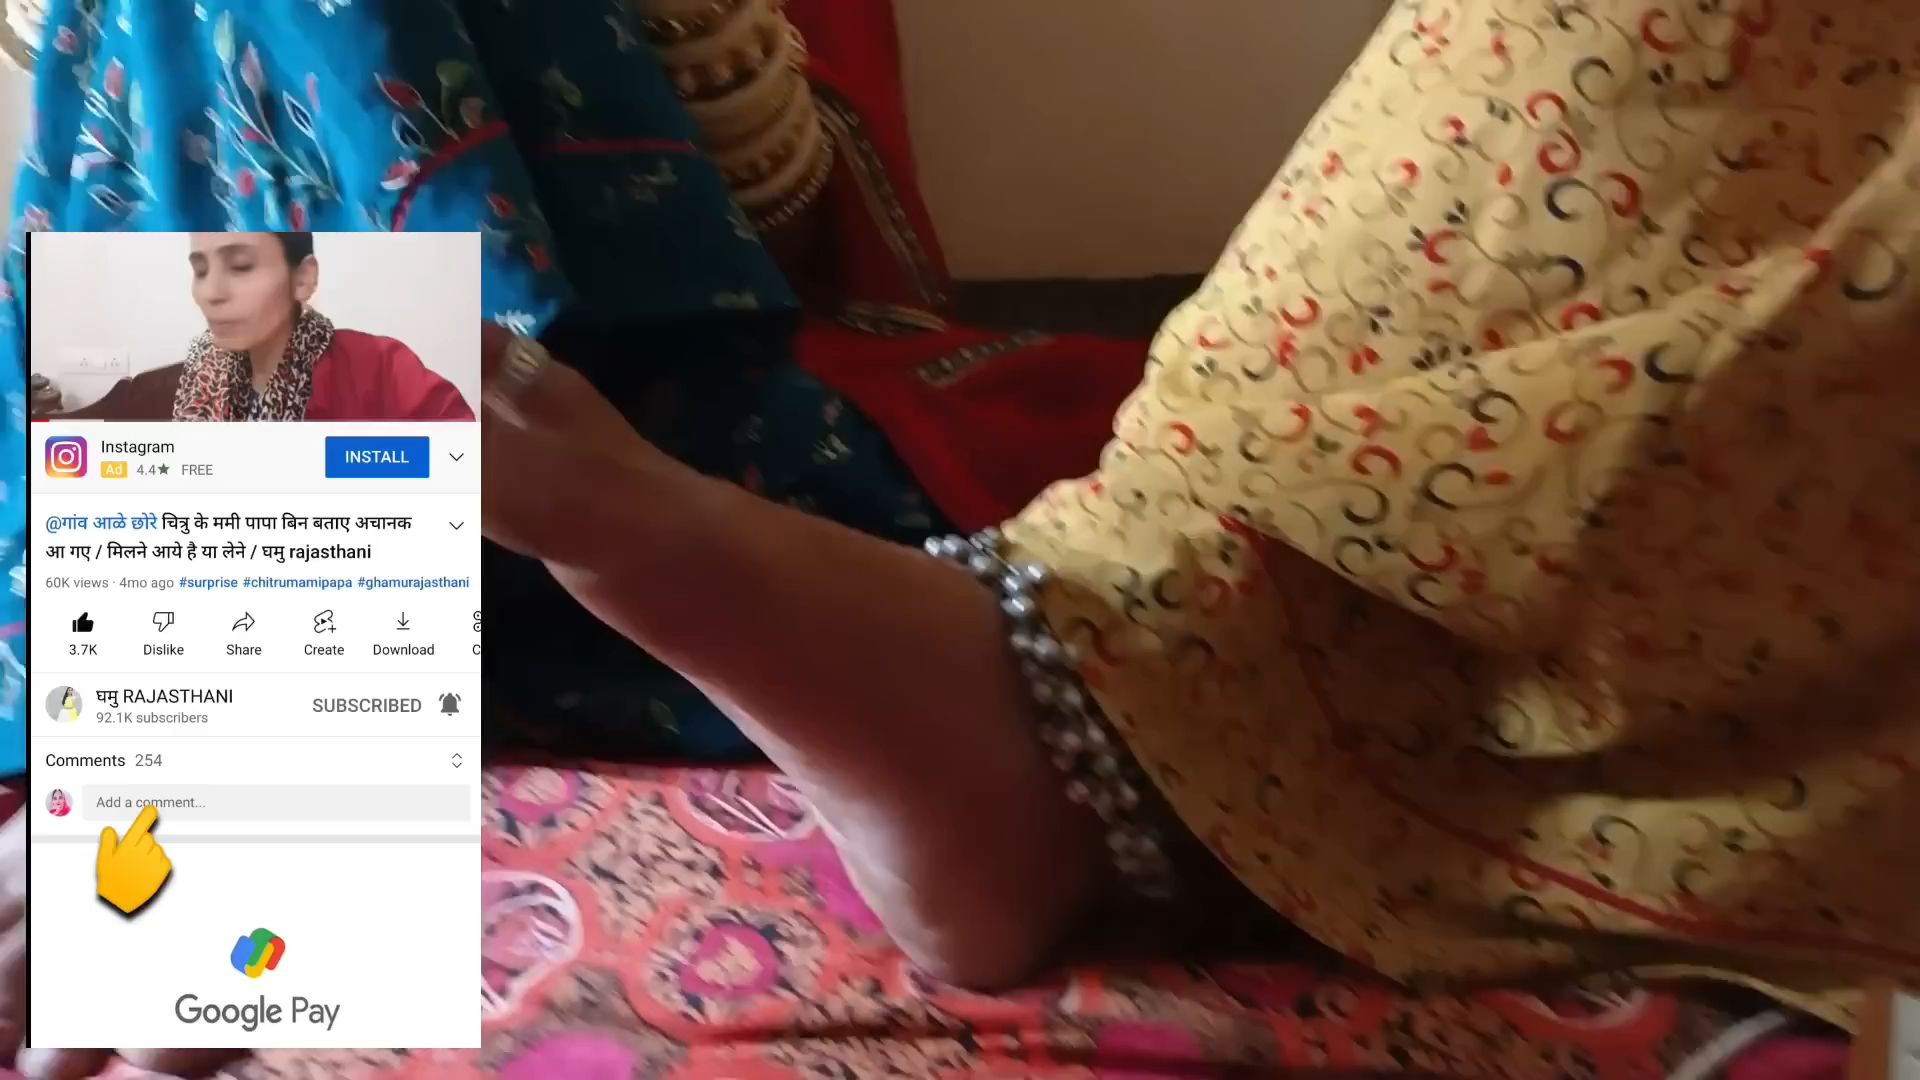 Instagram
Ad 4.4★ FREE
INSTALL
@गांव आळे छोरे चित्रु के ममी पापा बिन बताए अचानक
आ गए / मिलने आये है या लेने / घमु rajasthani
60K views · 4mo ago #surprise #chitrumamipapa #ghamurajasthani
3.7K Dislike Share Create Download
घमु RAJASTHANI
92.1K subscribers
SUBSCRIBED
Comments 254
Add a comment...
Google Pay